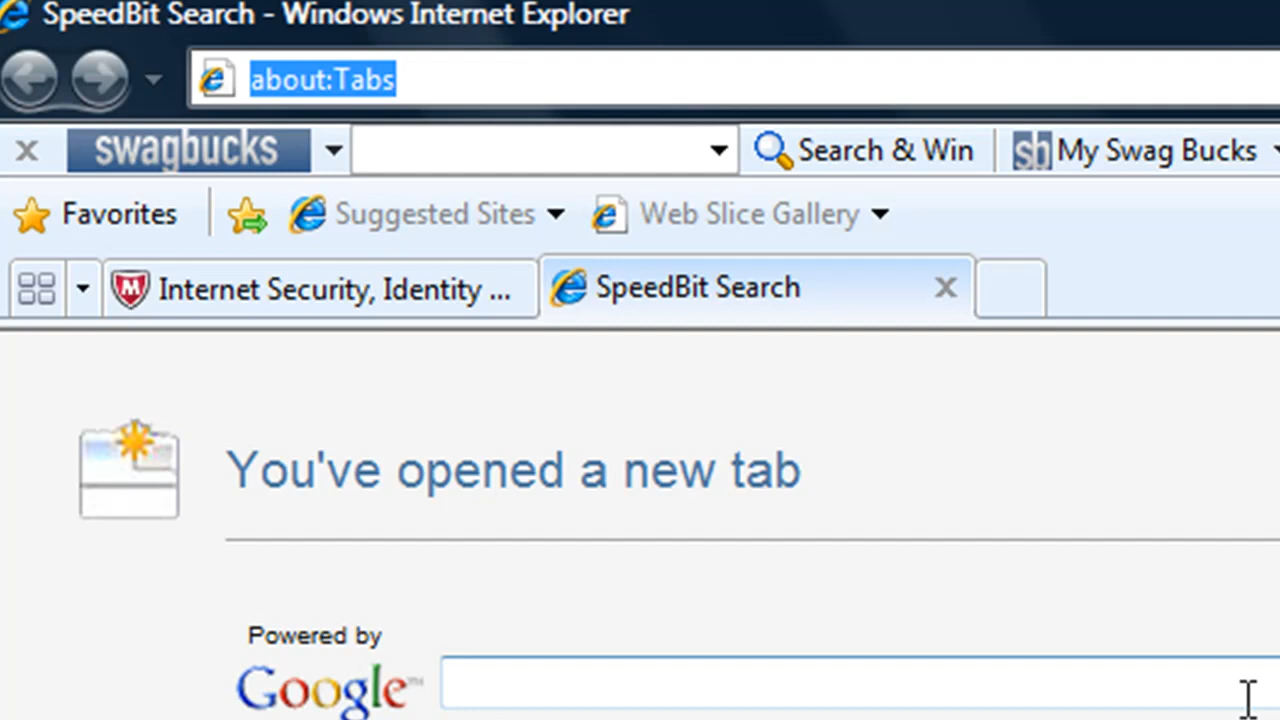 SpeedBit Search - Windows Internet Explorer
about:Tabs
swagbucks Search & Win sb My Swag Bucks
Favorites Suggested Sites Web Slice Gallery
Internet Security, Identity ... SpeedBit Search
You've opened a new tab
Powered by
Google™